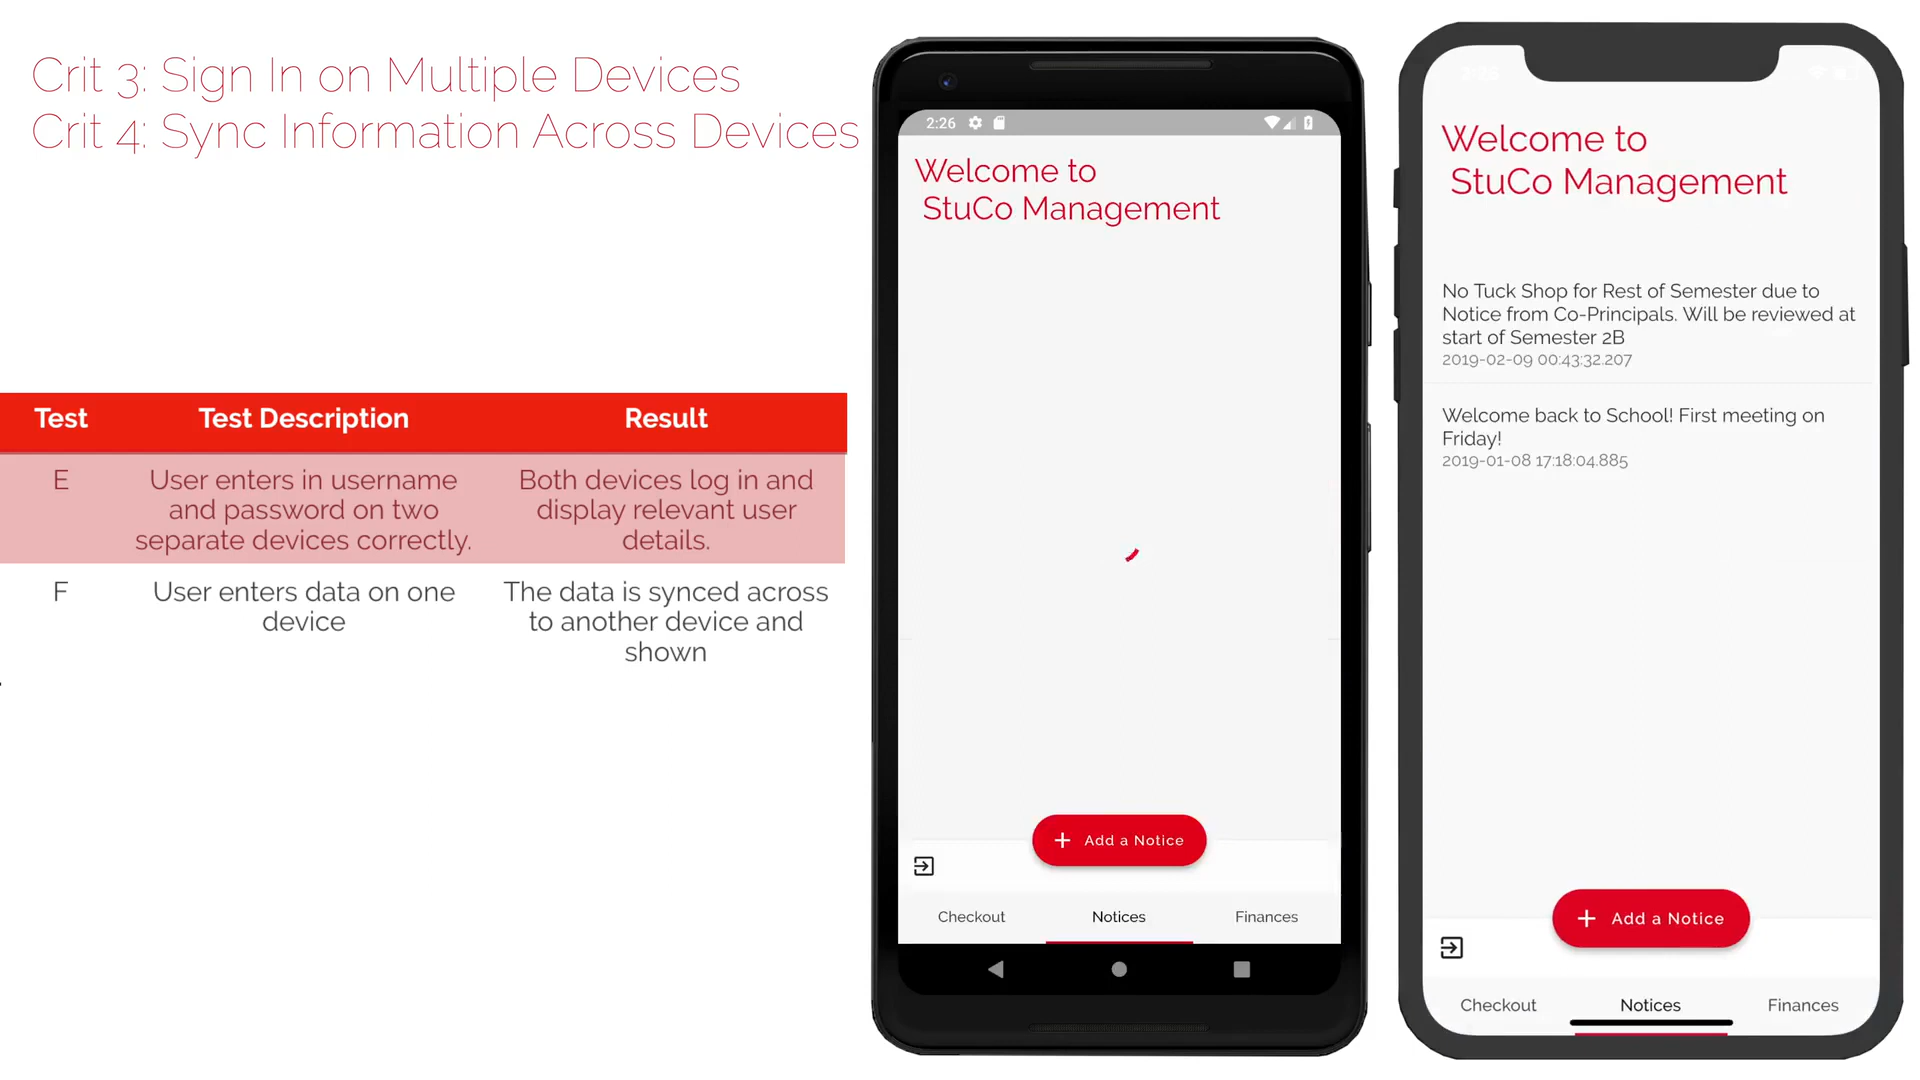 Crit 3: Sign In on Multiple Devices
Crit 4: Sync Information Across Devices
Test Test Description Result
E User enters in username and password on two separate devices correctly. Both devices log in and display relevant user details.
F User enters data on one device The data is synced across to another device and shown
2:26
Welcome to
StuCo Management
+ Add a Notice
Checkout Notices Finances
Welcome to
StuCo Management
No Tuck Shop for Rest of Semester due to
Notice from Co-Principals. Will be reviewed at
start of Semester 2B
2019-02-09 00:43:32.207
Welcome back to School! First meeting on
Friday!
2019-01-08 17:18:04.885
+ Add a Notice
Checkout Notices Finances